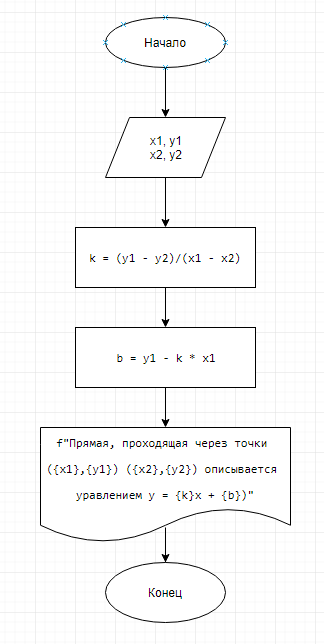 Начало
x1, y1
x2, y2
k = (y1 - y2)/(x1 - x2)
b = y1 - k * x1
f"Прямая, проходящая через точки
({x1},{y1}) ({x2},{y2}) описывается
уравлением y = {k}x + {b})"
Конец